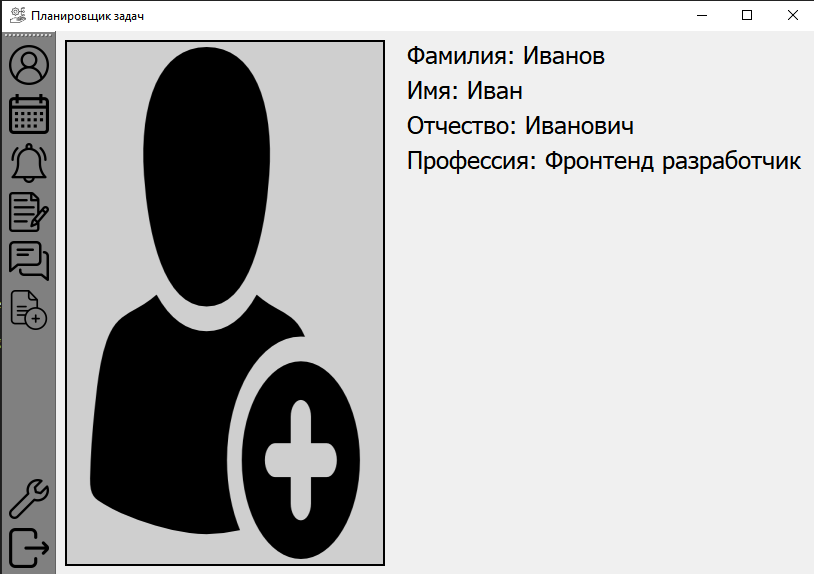 Планировщик задач
Фамилия: Иванов
Имя: Иван
Отчество: Иванович
Профессия: Фронтенд разработчик